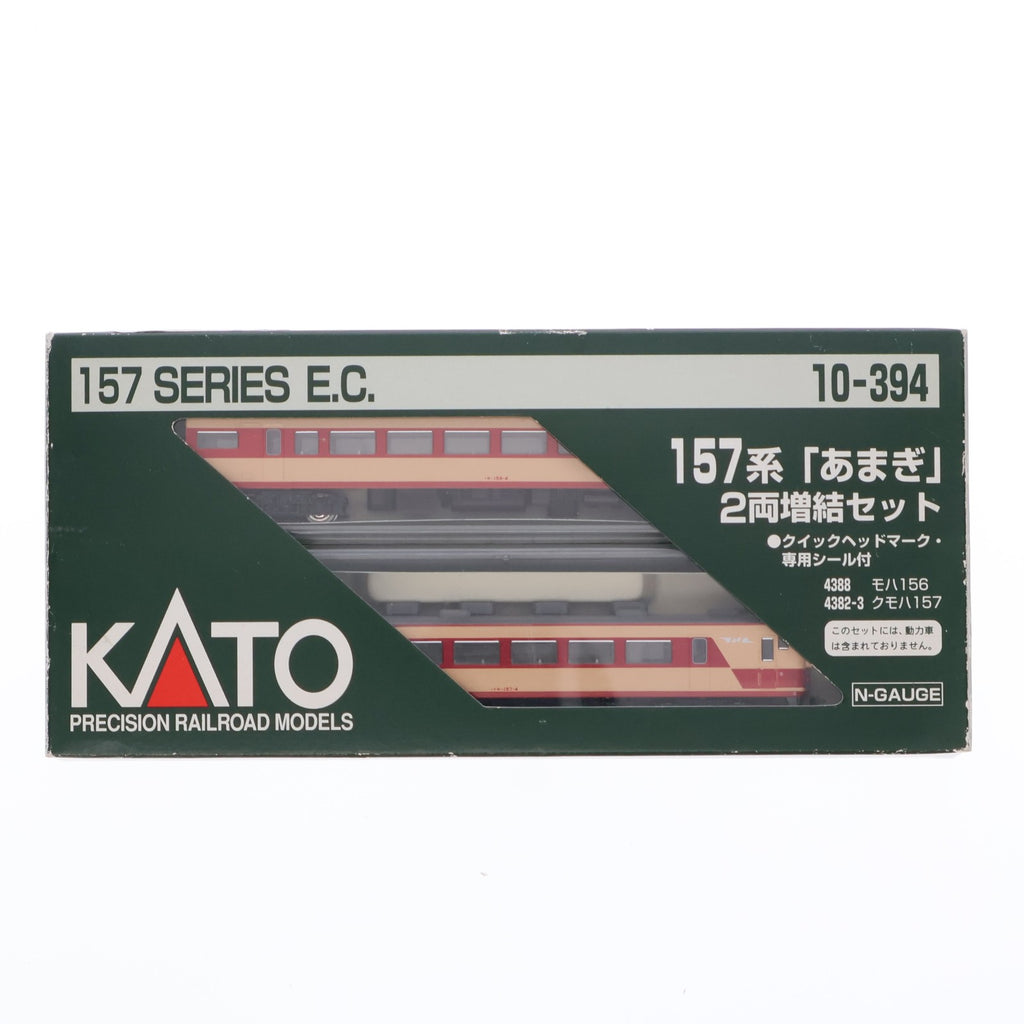 157 SERIES E.C.
10-394
157系「あまぎ」
2両増結セット
●クイックヘッドマーク・
専用シール付
4388 モハ156
4382-3 クモハ157
このセットには、動力車
は含まれておりません。
N-GAUGE
KATO
PRECISION RAILROAD MODELS